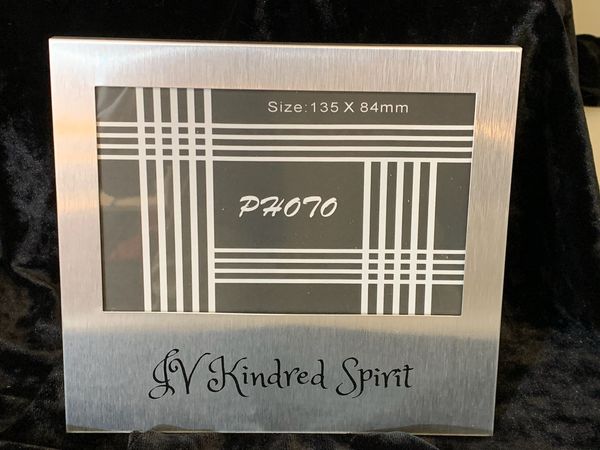 Size: 135 X 84mm
PHOTO
JV Kindred Spirit